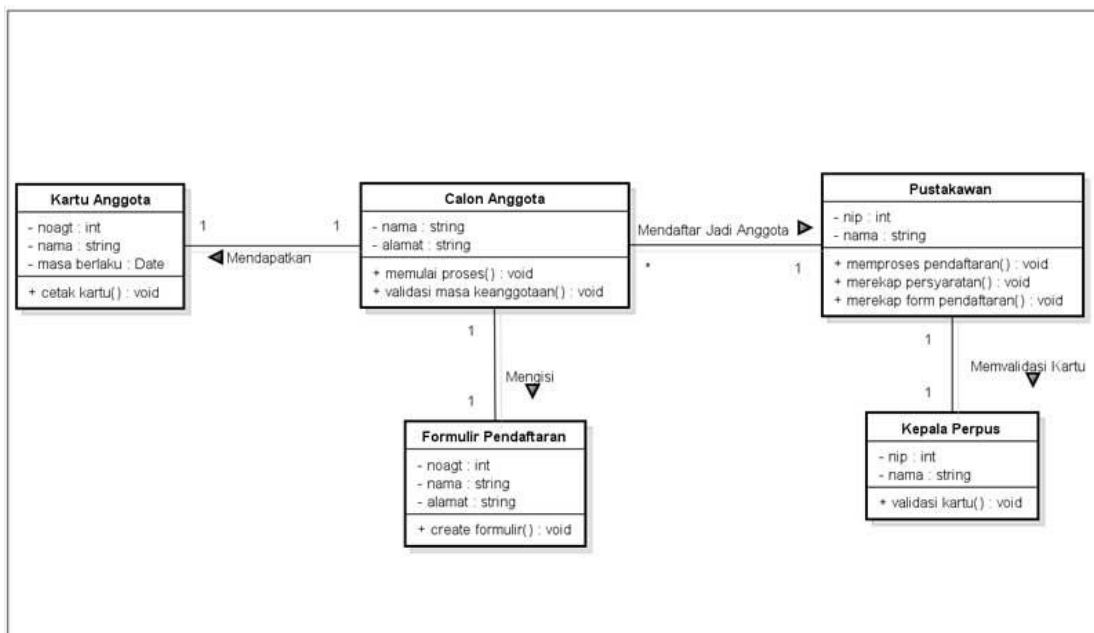 Kartu Anggota
- noagt : int
- nama : string
- masa berlaku : Date
+ cetak kartu() : void
1
1
Mendapatkan
Calon Anggota
- nama : string
- alamat : string
+ memulai proses() : void
+ validasi masa keanggotaan() : void
Mendaftar Jadi Anggota
*
1
Pustakawan
- nip : int
- nama : string
+ memproses pendaftaran() : void
+ merekap persyaratan() : void
+ merekap form pendaftaran() : void
1
Mengisi
1
Formulir Pendaftaran
- noagt : int
- nama : string
- alamat : string
+ create formulir() : void
1
Memvalidasi Kartu
1
Kepala Perpus
- nip : int
- nama : string
+ validasi kartu() : void